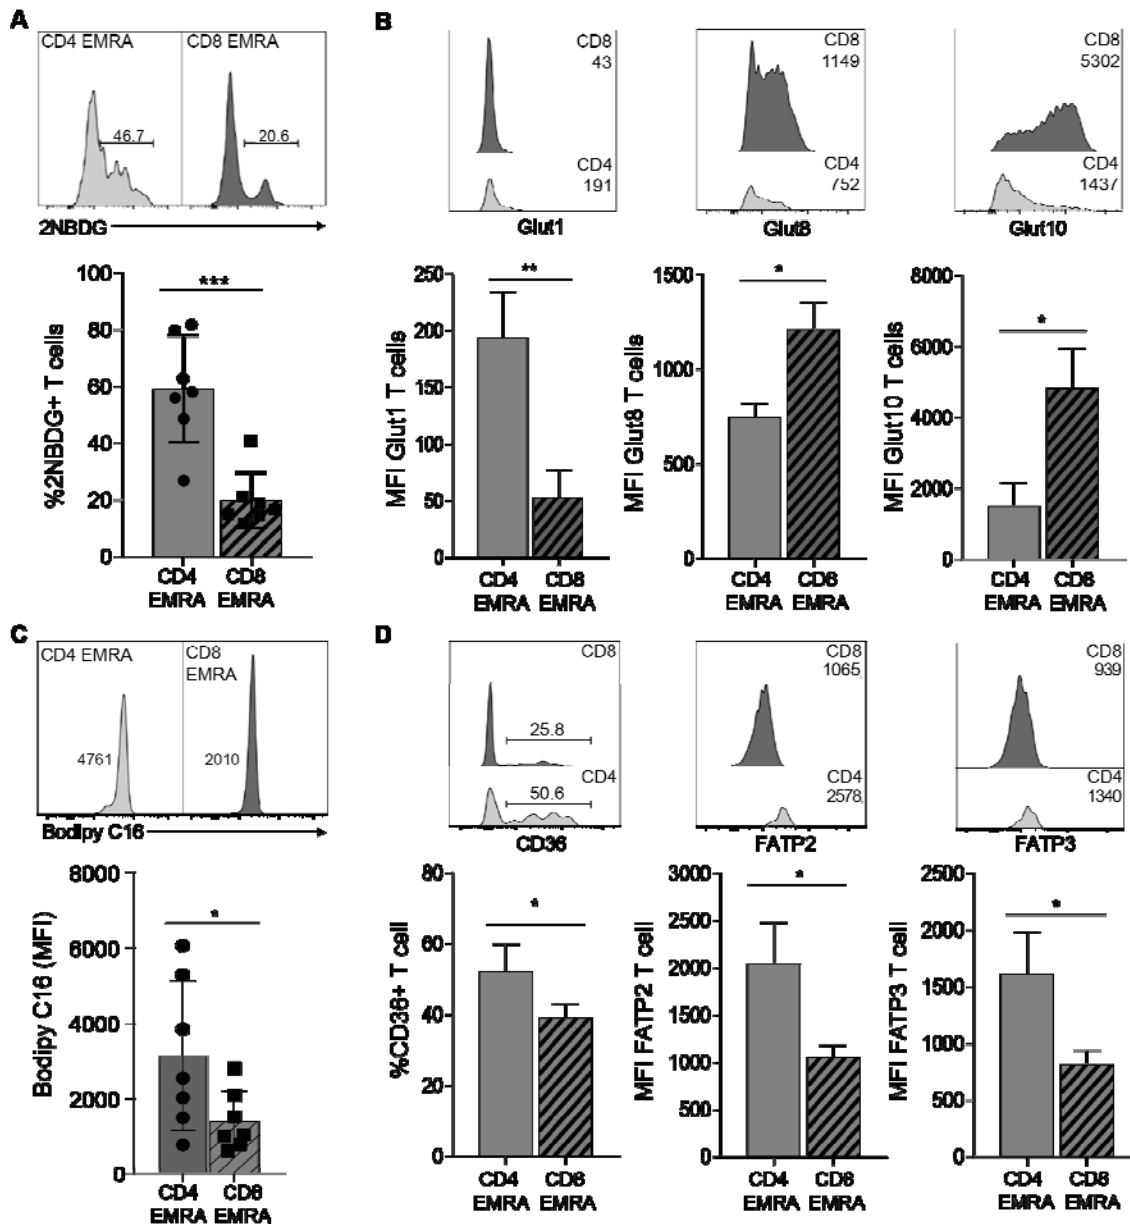 A
CD4 EMRA
CD8 EMRA
46.7
20.6
2NBDG
100
80
60
40
20
0
%2NBDG+ T cells
***
CD4
EMRA
CD8
EMRA
B
CD8
43
CD4
191
Glut1
CD8
1149
CD4
752
Glut8
CD8
5302
CD4
1437
Glut10
250
200
150
100
50
0
MFI Glut1 T cells
**
CD4
EMRA
CD8
EMRA
1500
1000
500
0
MFI Glut8 T cells
*
CD4
EMRA
CD8
EMRA
8000
6000
4000
2000
0
MFI Glut10 T cells
*
CD4
EMRA
CD8
EMRA
C
CD4 EMRA
CD8
EMRA
4761
2010
Bodipy C16
8000
6000
4000
2000
0
Bodipy C16 (MFI)
*
CD4
EMRA
CD8
EMRA
D
CD8
25.8
CD4
50.6
CD36
CD8
1065
CD4
2578
FATP2
CD8
939
CD4
1340
FATP3
80
60
40
20
0
%CD36+ T cell
*
CD4
EMRA
CD8
EMRA
3000
2500
2000
1500
1000
500
0
MFI FATP2 T cell
*
CD4
EMRA
CD8
EMRA
2500
2000
1500
1000
500
0
MFI FATP3 T cell
*
CD4
EMRA
CD8
EMRA